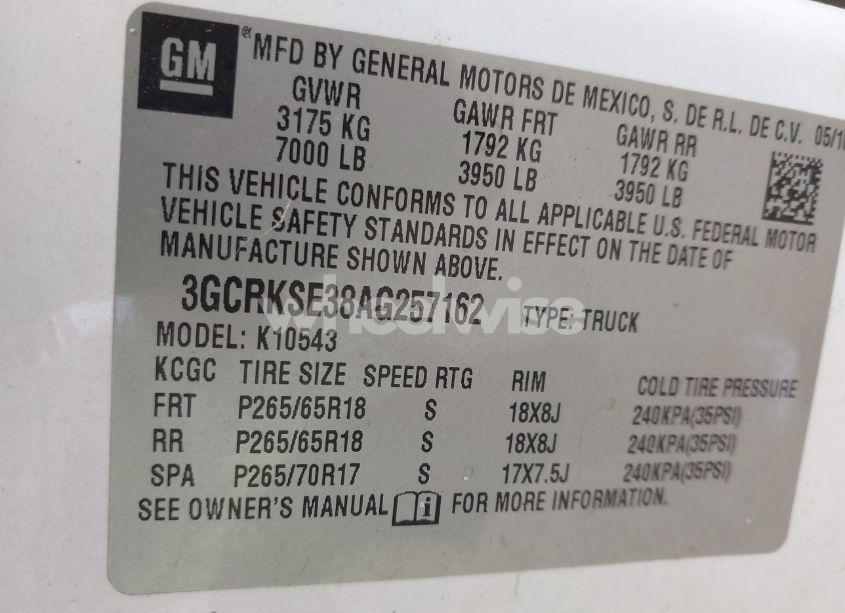 GM
® MFD BY GENERAL MOTORS DE MEXICO, S. DE R.L. DE C.V. 05/10
GVWR GAWR FRT GAWR RR
3175 KG 1792 KG 1792 KG
7000 LB 3950 LB 3950 LB
THIS VEHICLE CONFORMS TO ALL APPLICABLE U.S. FEDERAL MOTOR
VEHICLE SAFETY STANDARDS IN EFFECT ON THE DATE OF
MANUFACTURE SHOWN ABOVE.
3GCRKSE38AG257162 TYPE: TRUCK
wheelwise
MODEL: K10543
KCGC TIRE SIZE SPEED RTG RIM COLD TIRE PRESSURE
FRT P265/65R18 S 18X8J 240KPA(35PSI)
RR P265/65R18 S 18X8J 240KPA(35PSI)
SPA P265/70R17 S 17X7.5J 240KPA(35PSI)
SEE OWNER'S MANUAL i FOR MORE INFORMATION.